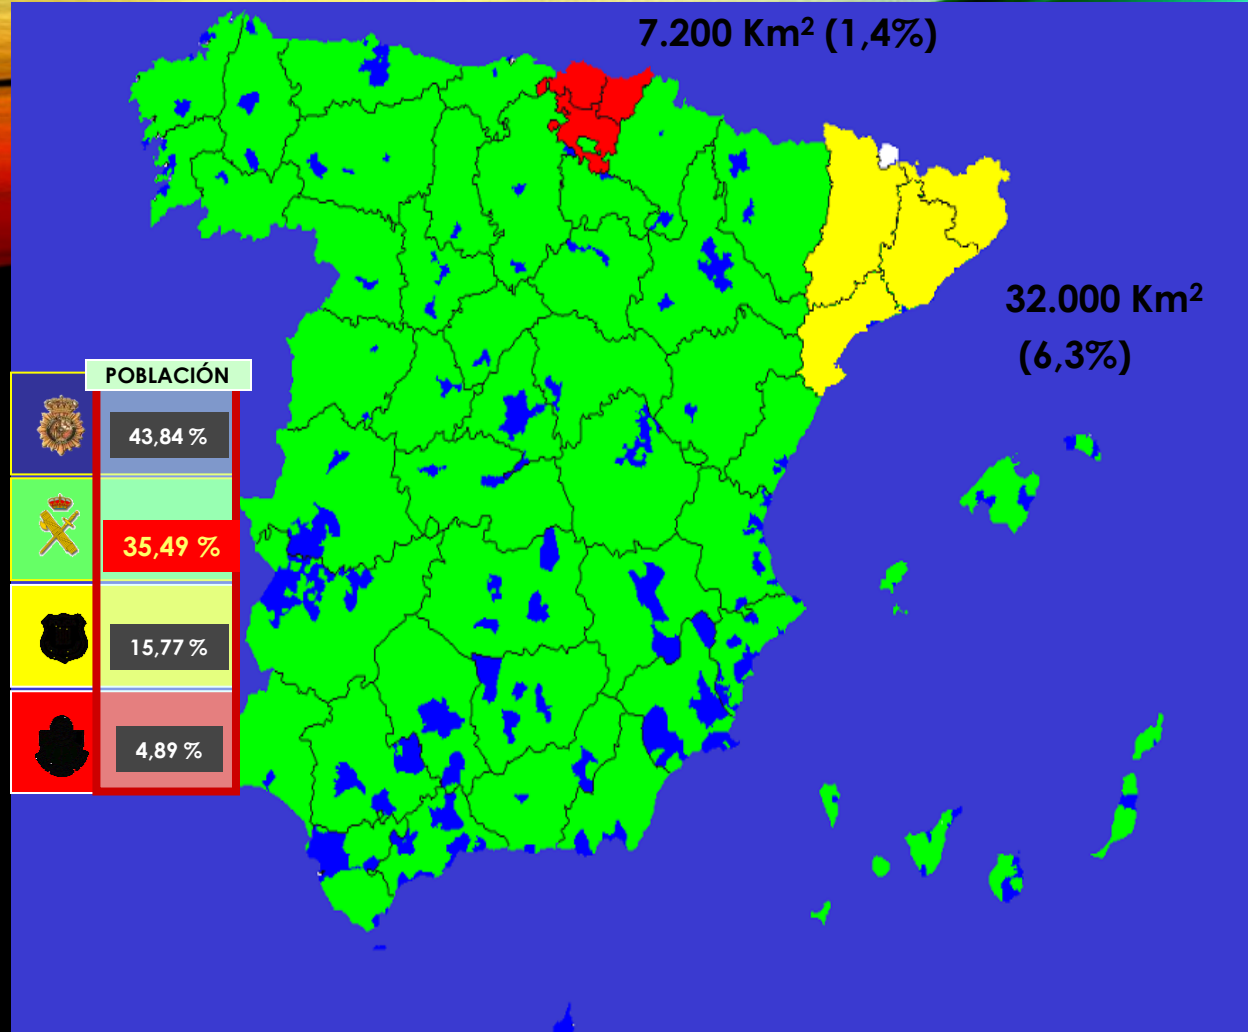 7.200 Km² (1,4%)
32.000 Km²
(6,3%)
POBLACIÓN
43,84 %
35,49 %
15,77 %
4,89 %